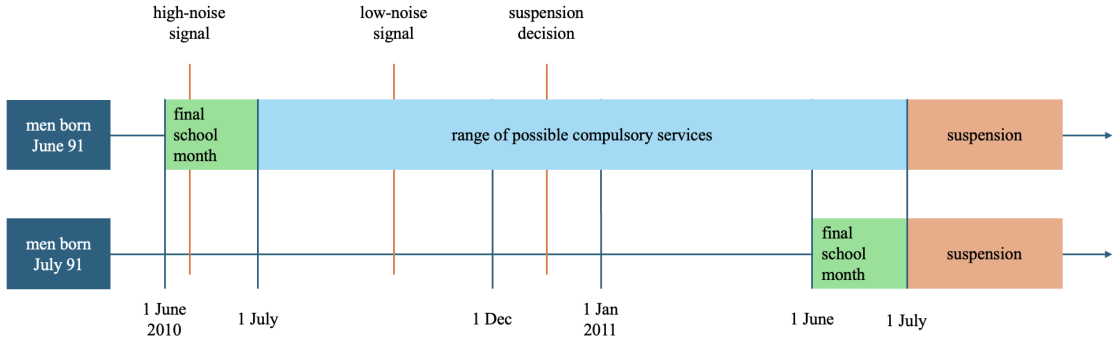 high-noise
signal
low-noise
signal
suspension
decision
men born
June 91
final
school
month
range of possible compulsory services
suspension
men born
July 91
final
school
month
suspension
1 June
2010
1 July
1 Dec
1 Jan
2011
1 June
1 July